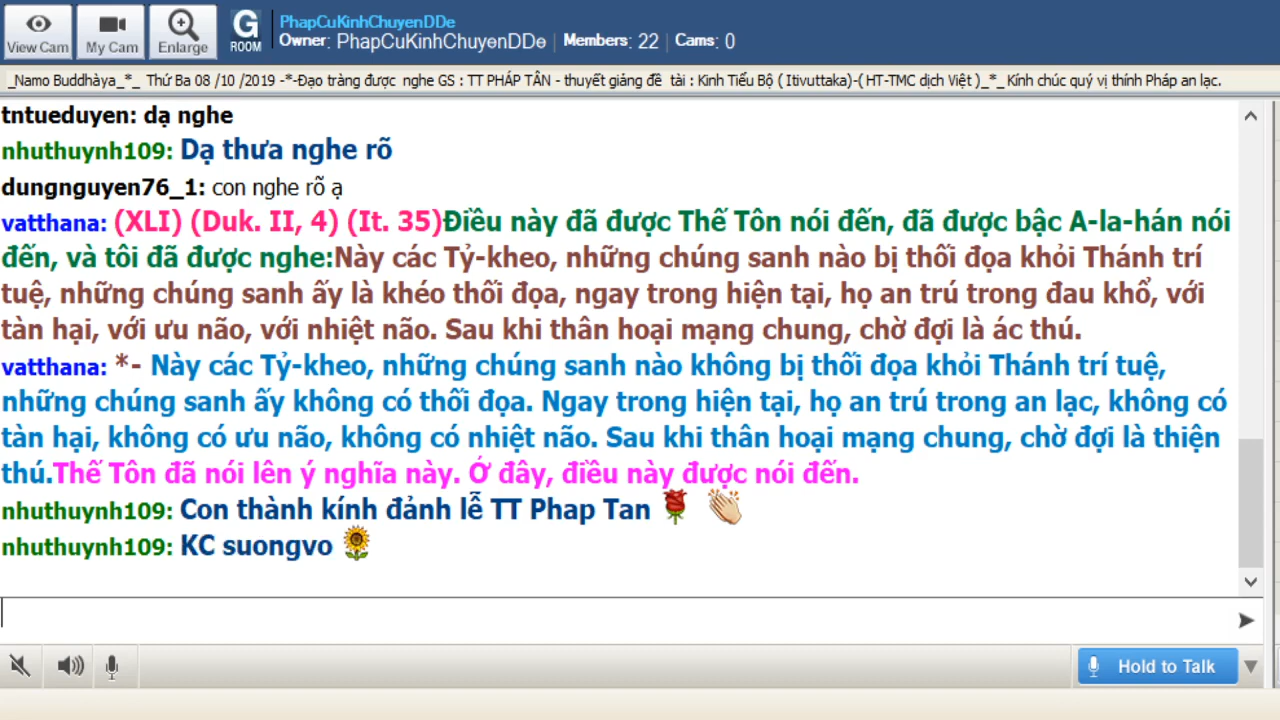 View Cam
My Cam
Enlarge
G
ROOM
PhapCuKinhChuyenDDe
Owner: PhapCuKinhChuyenDDe | Members: 22 | Cams: 0
_Namo Buddhàya_*_ Thứ Ba 08 /10 /2019 -*-Đạo tràng được nghe GS : TT PHÁP TÂN - thuyết giảng đề tài : Kinh Tiểu Bộ ( Itivuttaka)-( HT-TMC dịch Việt )_*_ Kính chúc quý vị thính Pháp an lạc.
tntueduyen: dạ nghe
nhuthuynh109: Dạ thưa nghe rõ
dungnguyen76_1: con nghe rõ ạ
vatthana: (XLI) (Duk. II, 4) (It. 35)Điều này đã được Thế Tôn nói đến, đã được bậc A-la-hán nói
đến, và tôi đã được nghe:Này các Tỷ-kheo, những chúng sanh nào bị thối đọa khỏi Thánh trí
tuệ, những chúng sanh ấy là khéo thối đọa, ngay trong hiện tại, họ an trú trong đau khổ, với
tàn hại, với ưu não, với nhiệt não. Sau khi thân hoại mạng chung, chờ đợi là ác thú.
vatthana: *- Này các Tỷ-kheo, những chúng sanh nào không bị thối đọa khỏi Thánh trí tuệ,
những chúng sanh ấy không có thối đọa. Ngay trong hiện tại, họ an trú trong an lạc, không có
tàn hại, không có ưu não, không có nhiệt não. Sau khi thân hoại mạng chung, chờ đợi là thiện
thú.Thế Tôn đã nói lên ý nghĩa này. Ớ đây, điều này được nói đến.
nhuthuynh109: Con thành kính đảnh lễ TT Phap Tan
nhuthuynh109: KC suongvo
Hold to Talk